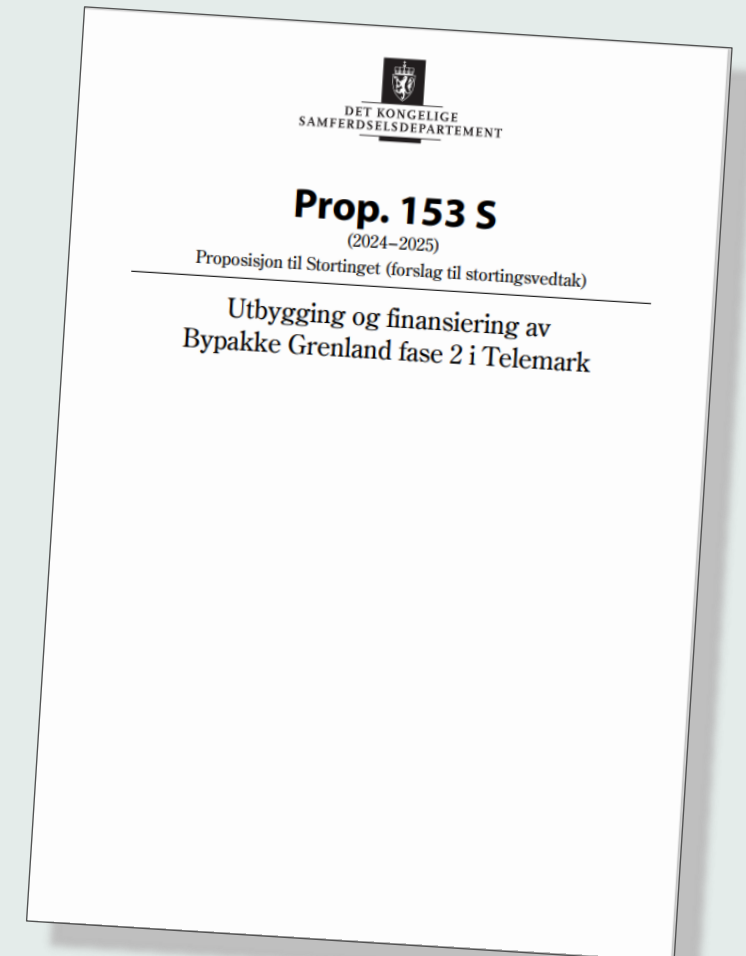 DET KONGELIGE
SAMFERDSELSDEPARTEMENT
Prop. 153 S
(2024–2025)
Proposisjon til Stortinget (forslag til stortingsvedtak)
Utbygging og finansiering av
Bypakke Grenland fase 2 i Telemark